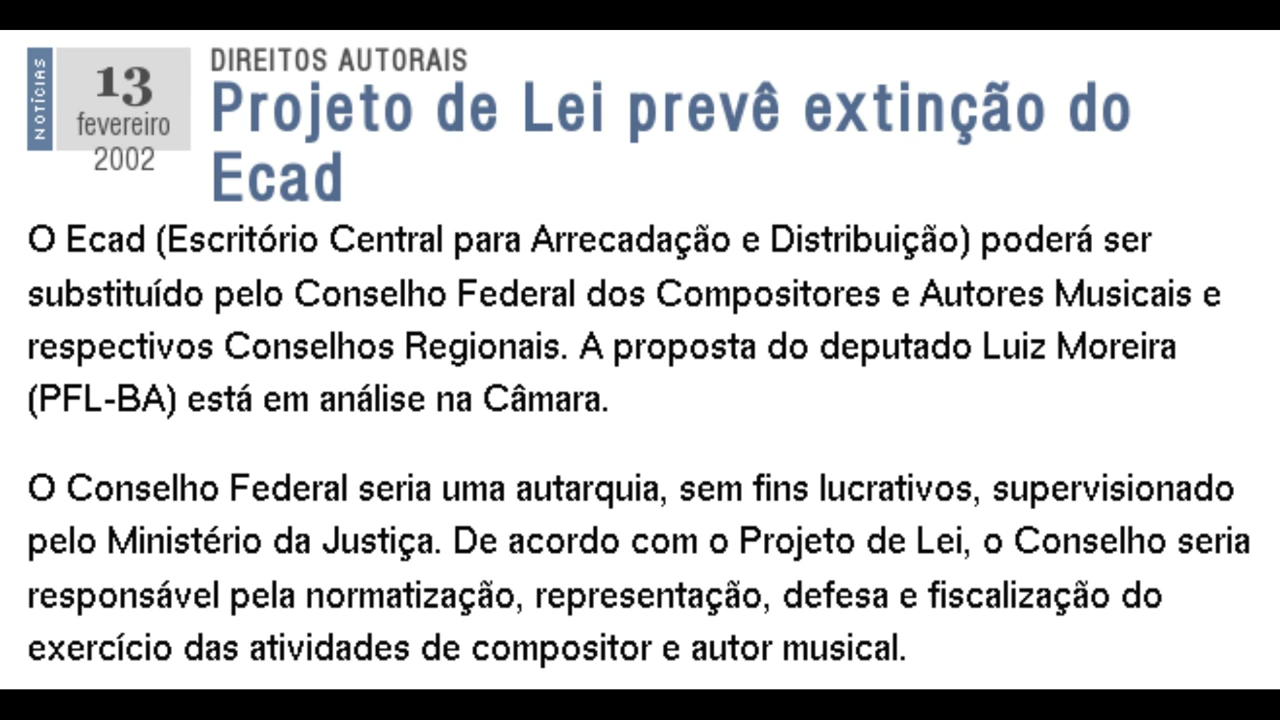 NOTÍCIAS
13
fevereiro
2002
DIREITOS AUTORAIS
Projeto de Lei prevê extinção do
Ecad
O Ecad (Escritório Central para Arrecadação e Distribuição) poderá ser
substituído pelo Conselho Federal dos Compositores e Autores Musicais e
respectivos Conselhos Regionais. A proposta do deputado Luiz Moreira
(PFL-BA) está em análise na Câmara.
O Conselho Federal seria uma autarquia, sem fins lucrativos, supervisionado
pelo Ministério da Justiça. De acordo com o Projeto de Lei, o Conselho seria
responsável pela normatização, representação, defesa e fiscalização do
exercício das atividades de compositor e autor musical.